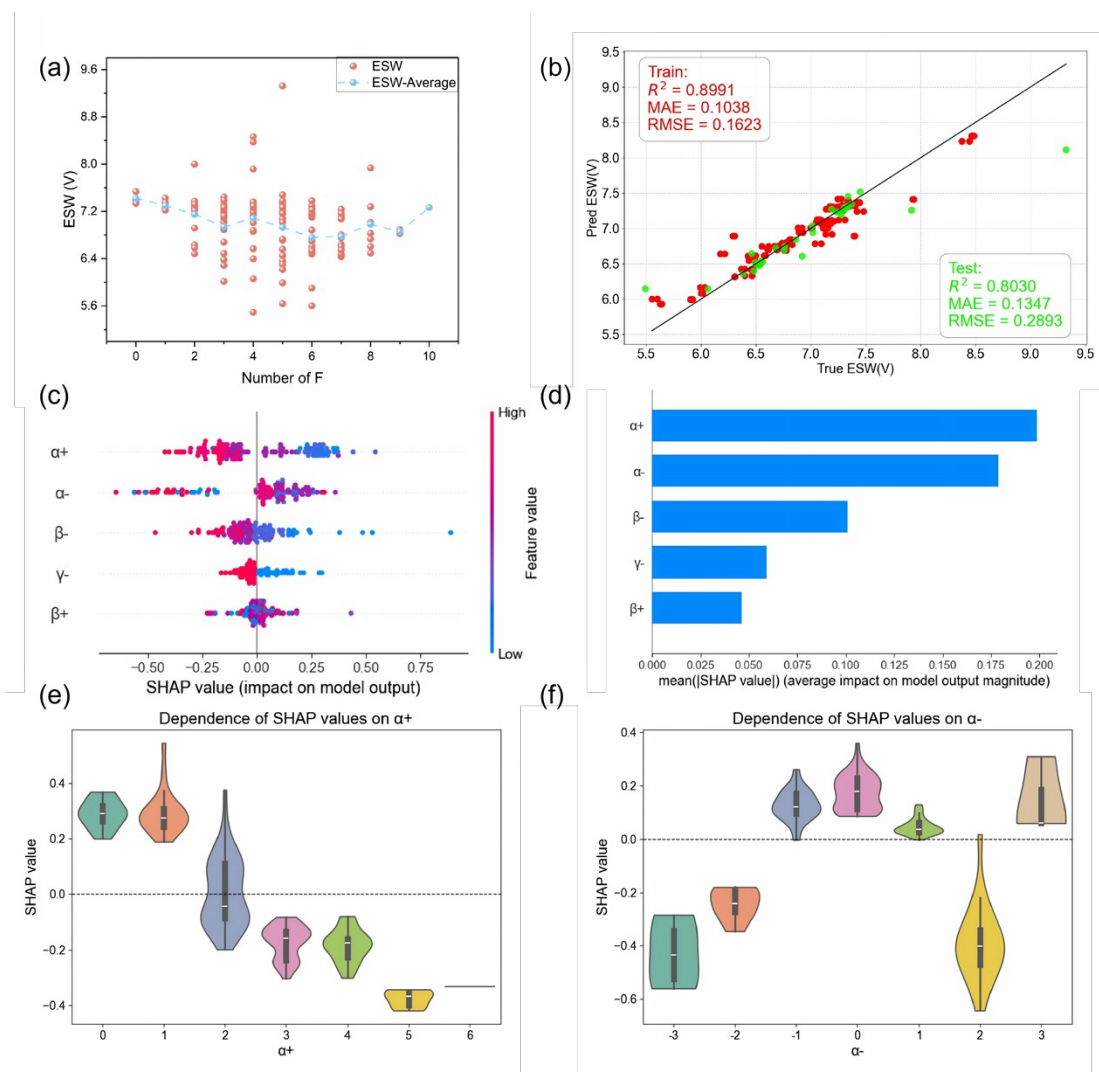 (a)
ESW
ESW-Average
9.6
8.8
8.0
7.2
6.4
5.6
ESW (V)
0 2 4 6 8 10
Number of F
(b)
Train:
R² = 0.8991
MAE = 0.1038
RMSE = 0.1623
Test:
R² = 0.8030
MAE = 0.1347
RMSE = 0.2893
9.5
9.0
8.5
8.0
7.5
7.0
6.5
6.0
5.5
Pred ESW(V)
5.5 6.0 6.5 7.0 7.5 8.0 8.5 9.0 9.5
True ESW(V)
(c)
α+
α-
β-
γ-
β+
High
Low
Feature value
−0.50 −0.25 0.00 0.25 0.50 0.75
SHAP value (impact on model output)
(d)
α+
α-
β-
γ-
β+
0.000 0.025 0.050 0.075 0.100 0.125 0.150 0.175 0.200
mean(|SHAP value|) (average impact on model output magnitude)
(e)
Dependence of SHAP values on α+
0.4
0.2
0.0
−0.2
−0.4
SHAP value
0 1 2 3 4 5 6
α+
(f)
Dependence of SHAP values on α-
0.4
0.2
0.0
−0.2
−0.4
−0.6
SHAP value
-3 -2 -1 0 1 2 3
α-